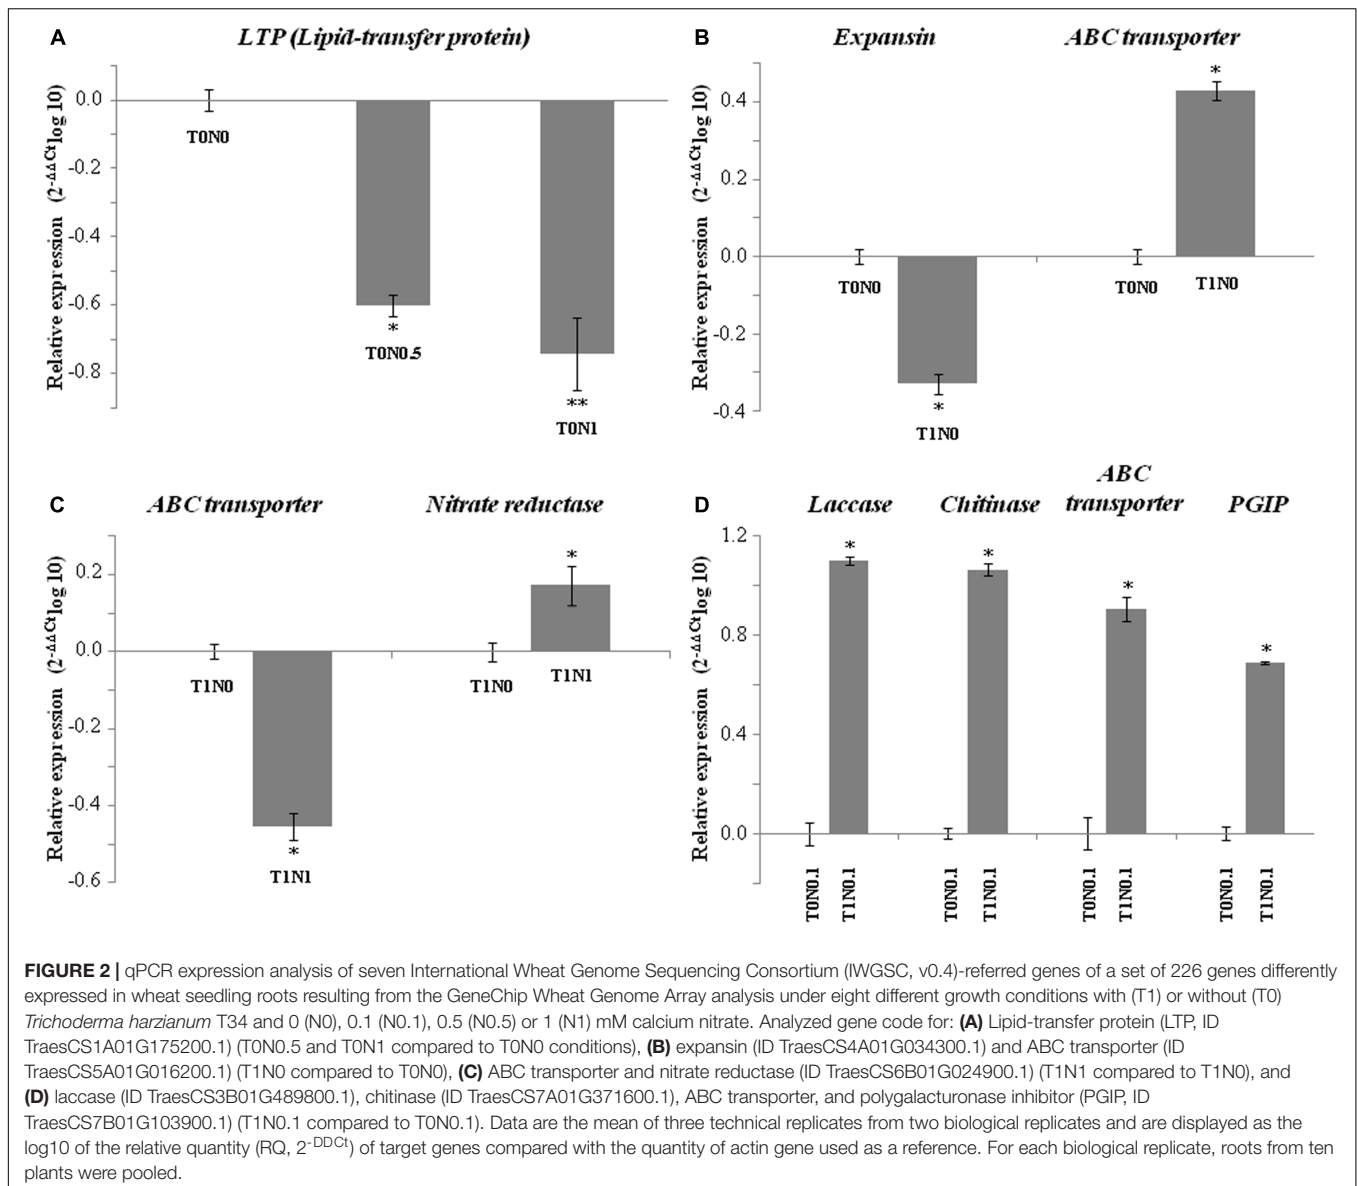 A
LTP (Lipid-transfer protein)
Relative expression (2-ΔΔCtlog 10)
0.0
-0.2
-0.4
-0.6
-0.8
T0N0
*
T0N0.5
**
T0N1
B
Expansin
ABC transporter
Relative expression (2-ΔΔCtlog 10)
0.4
0.2
0.0
-0.2
-0.4
T0N0
*
T1N0
T0N0
*
T1N0
C
ABC transporter
Nitrate reductase
Relative expression (2-ΔΔCtlog 10)
0.2
0.0
-0.2
-0.4
-0.6
T1N0
*
T1N1
T1N0
*
T1N1
D
Laccase
Chitinase
ABC
transporter
PGIP
Relative expression (2-ΔΔCtlog 10)
1.2
0.8
0.4
0.0
*
*
*
*
T0N0.1
T1N0.1
T0N0.1
T1N0.1
T0N0.1
T1N0.1
T0N0.1
T1N0.1
FIGURE 2 | qPCR expression analysis of seven International Wheat Genome Sequencing Consortium (IWGSC, v0.4)-referred genes of a set of 226 genes differently
expressed in wheat seedling roots resulting from the GeneChip Wheat Genome Array analysis under eight different growth conditions with (T1) or without (T0)
Trichoderma harzianum T34 and 0 (N0), 0.1 (N0.1), 0.5 (N0.5) or 1 (N1) mM calcium nitrate. Analyzed gene code for: (A) Lipid-transfer protein (LTP, ID
TraesCS1A01G175200.1) (T0N0.5 and T0N1 compared to T0N0 conditions), (B) expansin (ID TraesCS4A01G034300.1) and ABC transporter (ID
TraesCS5A01G016200.1) (T1N0 compared to T0N0), (C) ABC transporter and nitrate reductase (ID TraesCS6B01G024900.1) (T1N1 compared to T1N0), and
(D) laccase (ID TraesCS3B01G489800.1), chitinase (ID TraesCS7A01G371600.1), ABC transporter, and polygalacturonase inhibitor (PGIP, ID
TraesCS7B01G103900.1) (T1N0.1 compared to T0N0.1). Data are the mean of three technical replicates from two biological replicates and are displayed as the
log10 of the relative quantity (RQ, 2-DDCt) of target genes compared with the quantity of actin gene used as a reference. For each biological replicate, roots from ten
plants were pooled.